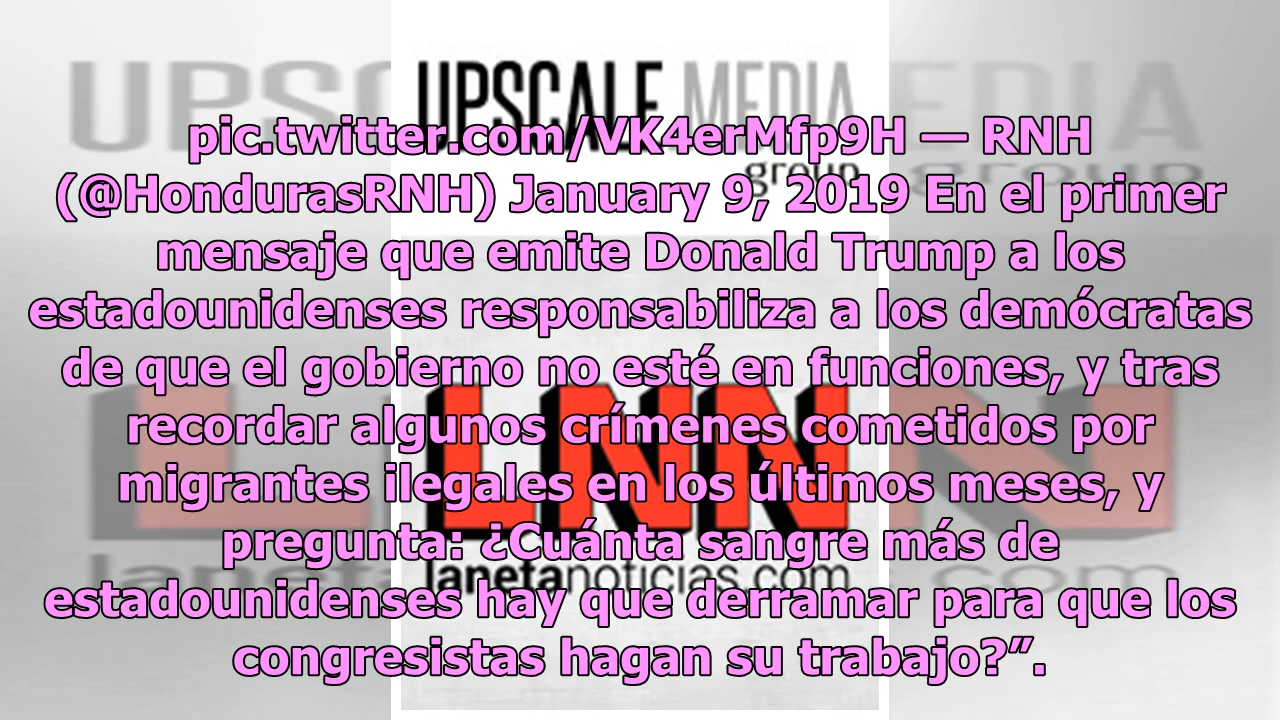 UPSCALE MEDIA
group
pic.twitter.com/VK4erMfp9H — RNH
(@HondurasRNH) January 9, 2019 En el primer
mensaje que emite Donald Trump a los
estadounidenses responsabiliza a los demócratas
de que el gobierno no esté en funciones, y tras
recordar algunos crímenes cometidos por
migrantes ilegales en los últimos meses, y
pregunta: ¿Cuánta sangre más de
estadounidenses hay que derramar para que los
congresistas hagan su trabajo?”.
LNN
lanetanoticias.com